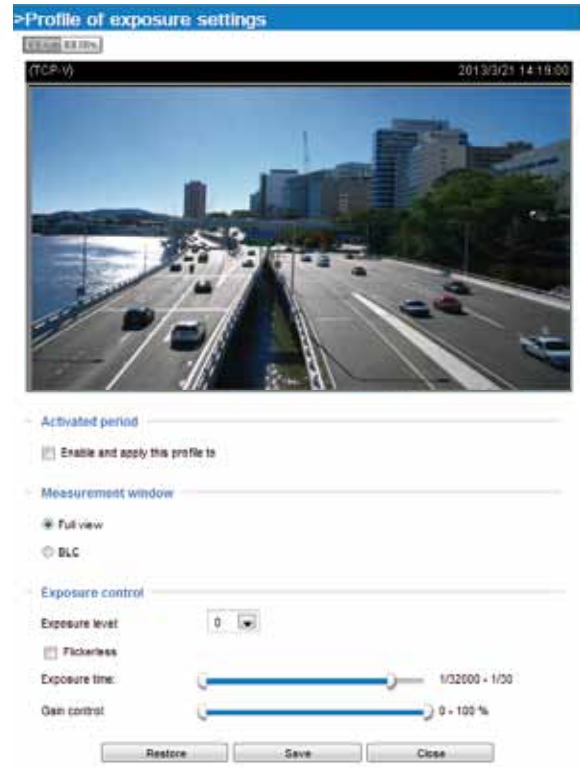 >Profile of exposure settings
(TCP-V) 2013/3/21 14:19:00
Activated period
Enable and apply this profile to
Measurement window
Full view
BLC
Exposure control
Exposure level: 0
Flickerless
Exposure time: 1/32000 - 1/30
Gain control: 0 - 100 %
Restore Save Close